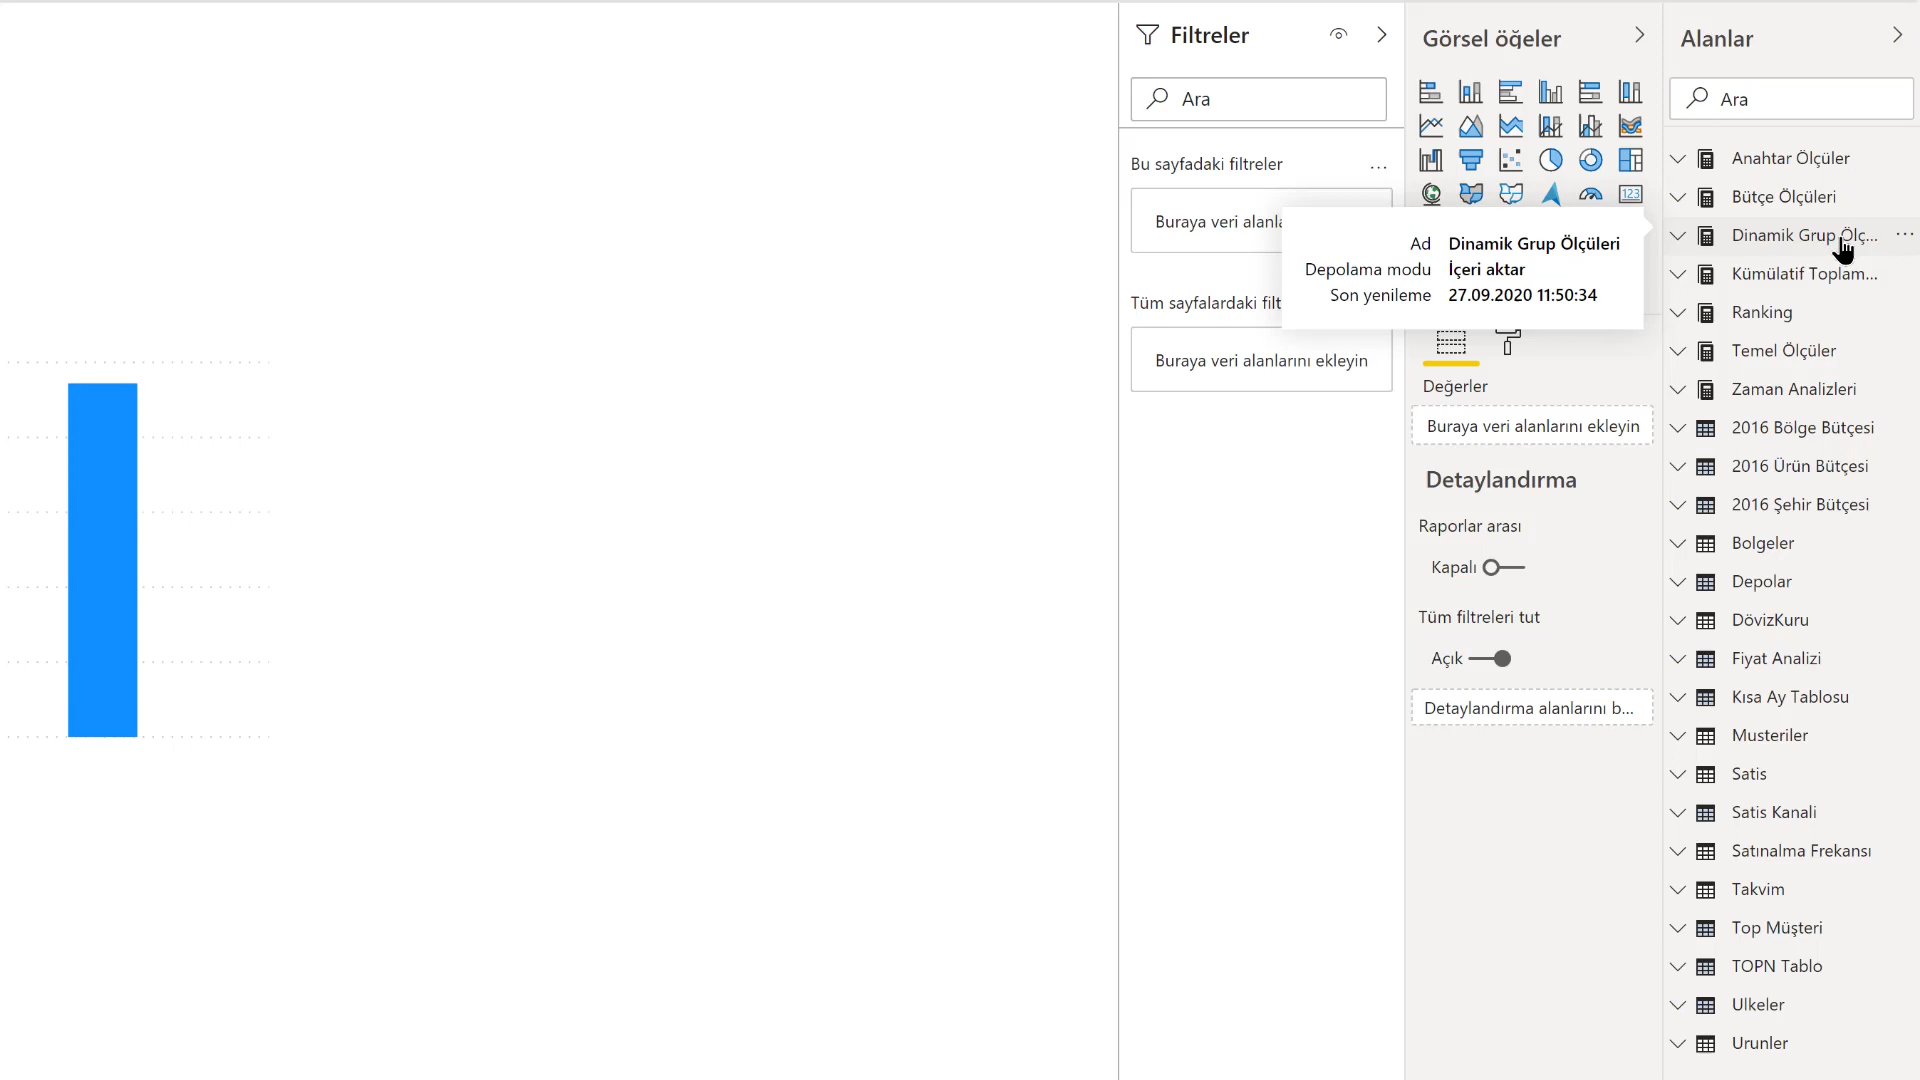 Filtreler
Ara
Bu sayfadaki filtreler
...
Buraya veri alanla
Tüm sayfalardaki filt
Buraya veri alanlarını ekleyin
Görsel öğeler
123
Ad Dinamik Grup Ölçüleri
Depolama modu İçeri aktar
Son yenileme 27.09.2020 11:50:34
Değerler
Buraya veri alanlarını ekleyin
Detaylandırma
Raporlar arası
Kapalı
Tüm filtreleri tut
Açık
Detaylandırma alanlarını b...
Alanlar
Ara
Anahtar Ölçüler
Bütçe Ölçüleri
Dinamik Grup Ölç... ...
Kümülatif Toplam...
Ranking
Temel Ölçüler
Zaman Analizleri
2016 Bölge Bütçesi
2016 Ürün Bütçesi
2016 Şehir Bütçesi
Bolgeler
Depolar
DövizKuru
Fiyat Analizi
Kısa Ay Tablosu
Musteriler
Satis
Satis Kanali
Satınalma Frekansı
Takvim
Top Müşteri
TOPN Tablo
Ulkeler
Urunler